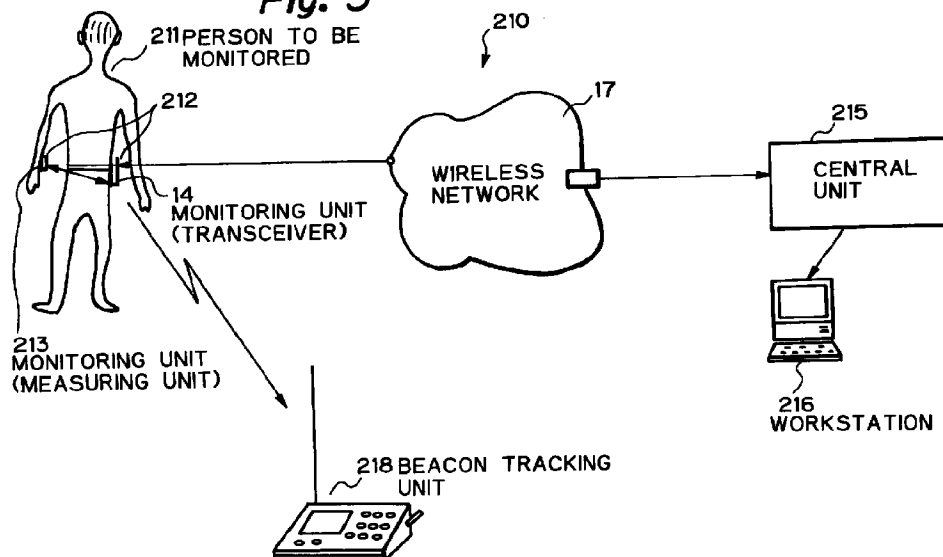 Fig. 5
210
211 PERSON TO BE
MONITORED
212
17
215
WIRELESS
NETWORK
CENTRAL
UNIT
14
MONITORING UNIT
(TRANSCEIVER)
213
MONITORING UNIT
(MEASURING UNIT)
216
WORKSTATION
218 BEACON TRACKING
UNIT